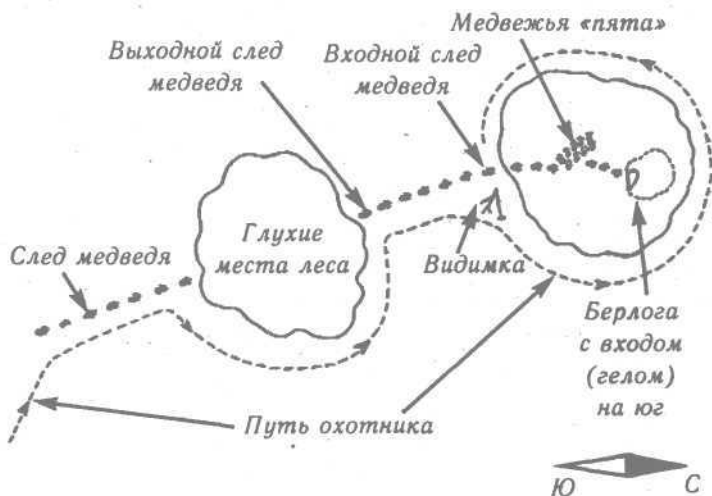 Медвежья «пята»
Выходной след
медведя
Входной след
медведя
Глухие
места леса
След медведя
Видимка
Берлога
с входом
(гелом)
на юг
Путь охотника
Ю
С